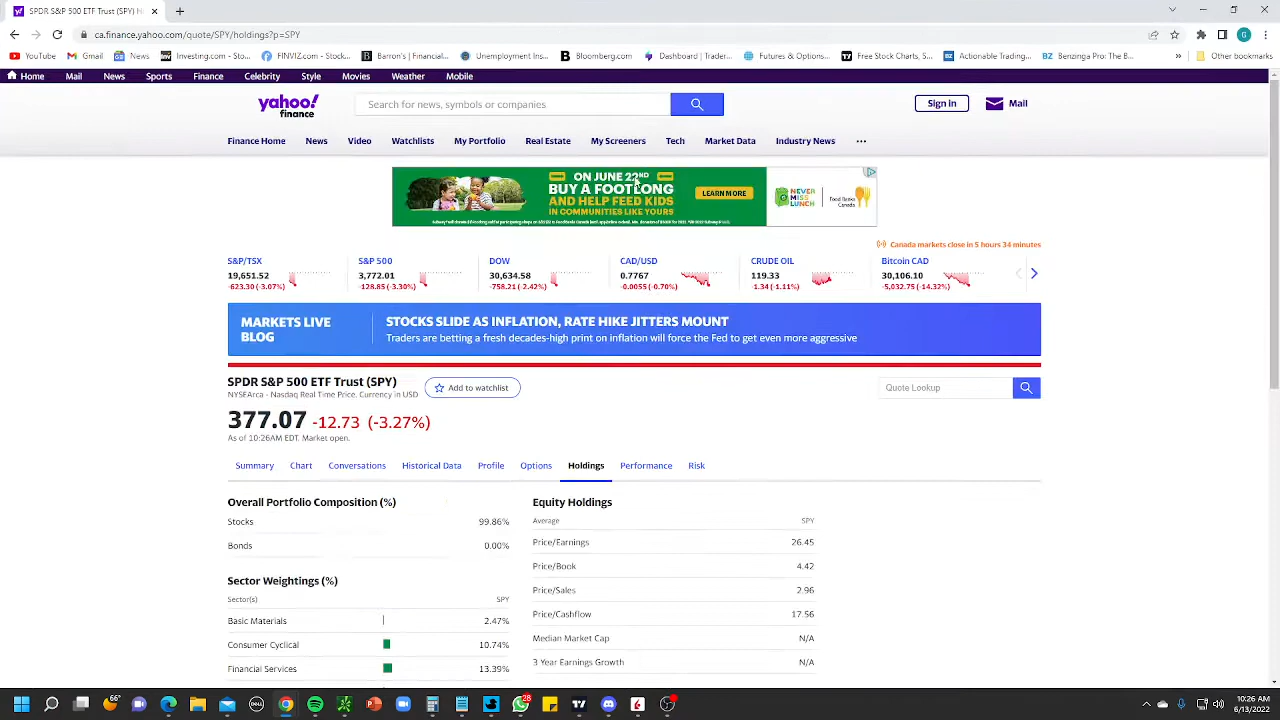 SPDR S&P 500 ETF Trust (SPY) H
ca.finance.yahoo.com/quote/SPY/holdings?p=SPY
G
YouTube
Maps
Gmail
News
Investing.com - Sto...
FINVIZ.com - Stock...
Barron's | Financial...
Unemployment Inv...
Bloomberg
Dashboard | Trader...
Futures & Options...
Free Stock Charts, S...
Actionable Trading...
Benzinga Pro: The B...
»
Other bookmarks
Home
Mail
News
Sports
Finance
Celebrity
Style
Movies
Weather
Mobile
yahoo!
finance
Search for news, symbols or companies
Sign in
Mail
Finance Home
News
Video
Watchlists
My Portfolio
Real Estate
My Screeners
Tech
Market Data
Industry News
...
ON JUNE 22ND
BUY A FOOTLONG
AND HELP FEED KIDS
IN COMMUNITIES LIKE YOURS
LEARN MORE
NEVER
MISS
LUNCH
Food Banks
Canada
Canada markets close in 5 hours 34 minutes
S&P/TSX
19,651.52
-623.30 (-3.07%)
S&P 500
3,772.01
-128.85 (-3.30%)
DOW
30,634.58
-758.21 (-2.42%)
CAD/USD
0.7767
-0.0055 (-0.70%)
CRUDE OIL
119.33
-1.34 (-1.11%)
Bitcoin CAD
30,106.10
-5,032.75 (-14.32%)
MARKETS LIVE
BLOG
STOCKS SLIDE AS INFLATION, RATE HIKE JITTERS MOUNT
Traders are betting a fresh decades-high print on inflation will force the Fed to get even more aggressive
SPDR S&P 500 ETF Trust (SPY)
NYSEArca - Nasdaq Real Time Price. Currency in USD
Add to watchlist
Quote Lookup
377.07 -12.73 (-3.27%)
As of 10:26AM EDT. Market open.
Summary
Chart
Conversations
Historical Data
Profile
Options
Holdings
Performance
Risk
Overall Portfolio Composition (%)
Stocks 99.86%
Bonds 0.00%
Sector Weightings (%)
Sector(s) SPY
Basic Materials 2.47%
Consumer Cyclical 10.74%
Financial Services 13.39%
Equity Holdings
Average SPY
Price/Earnings 26.45
Price/Book 4.42
Price/Sales 2.96
Price/Cashflow 17.56
Median Market Cap N/A
3 Year Earnings Growth N/A
66°
DELL
28
10:26 AM
6/13/2022